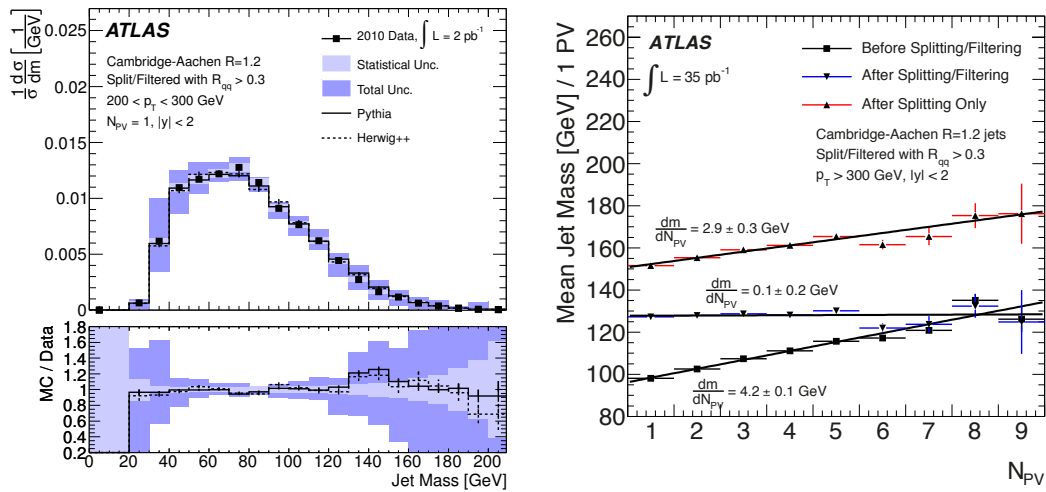 ATLAS
2010 Data, ∫ L = 2 pb⁻¹
Statistical Unc.
Total Unc.
Pythia
Herwig++
Cambridge-Aachen R=1.2
Split/Filtered with R_qq > 0.3
200 < p_T < 300 GeV
N_PV = 1, |y| < 2
1/σ dσ/dm [1/GeV]
0.025
0.02
0.015
0.01
0.005
0
MC / Data
1.8
1.6
1.4
1.2
1.0
0.8
0.6
0.4
0.2
0 20 40 60 80 100 120 140 160 180 200
Jet Mass [GeV]
ATLAS
∫ L = 35 pb⁻¹
Before Splitting/Filtering
After Splitting/Filtering
After Splitting Only
Cambridge-Aachen R=1.2 jets
Split/Filtered with R_qq > 0.3
p_T > 300 GeV, |y| < 2
dm/dN_PV = 2.9 ± 0.3 GeV
dm/dN_PV = 0.1 ± 0.2 GeV
dm/dN_PV = 4.2 ± 0.1 GeV
Mean Jet Mass [GeV] / 1 PV
260
240
220
200
180
160
140
120
100
80
1 2 3 4 5 6 7 8 9
N_PV